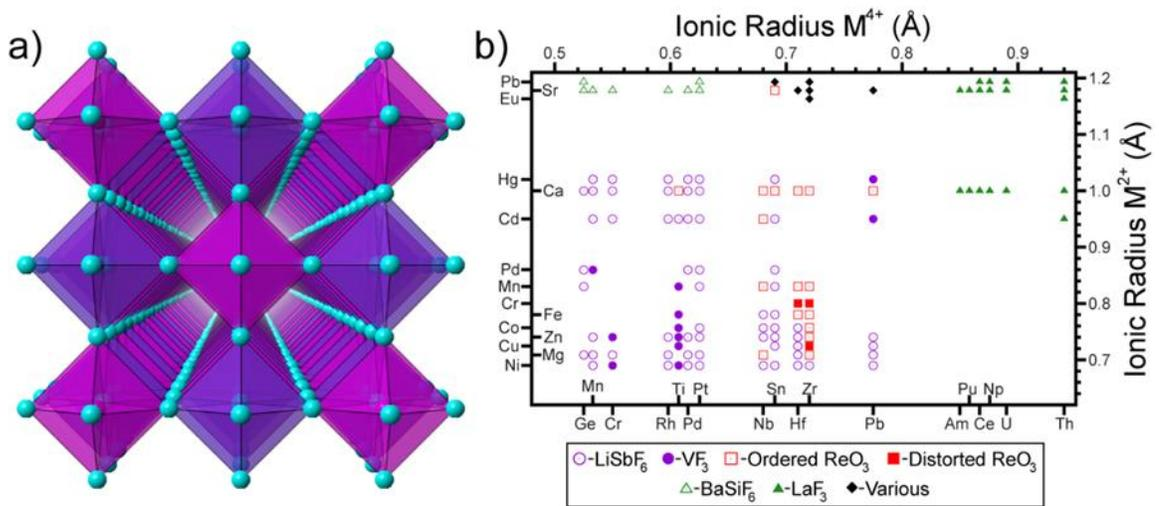 a)
b)
Ionic Radius M⁴⁺ (Å)
0.5 0.6 0.7 0.8 0.9
Pb
Sr
Eu
Hg
Ca
Cd
Pd
Mn
Cr
Fe
Co
Zn
Cu
Mg
Ni
1.2
1.1
1.0
0.9
0.8
0.7
Ionic Radius M²⁺ (Å)
Mn Ti Pt Sn Zr Pu Np
Ge Cr Rh Pd Nb Hf Pb Am Ce U Th
-LiSbF₆ -VF₃ -Ordered ReO₃ -Distorted ReO₃
-BaSiF₆ -LaF₃ -Various